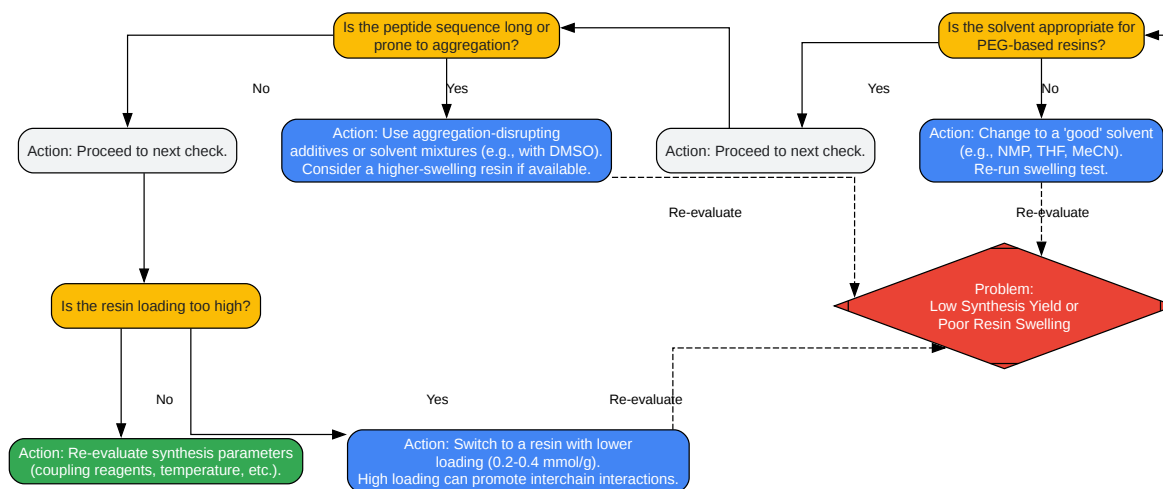 Is the peptide sequence long or
prone to aggregation?
Is the solvent appropriate for
PEG-based resins?
No
Yes
Yes
No
Action: Proceed to next check.
Action: Use aggregation-disrupting
additives or solvent mixtures (e.g., with DMSO).
Consider a higher-swelling resin if available.
Action: Proceed to next check.
Action: Change to a 'good' solvent
(e.g., NMP, THF, MeCN).
Re-run swelling test.
Re-evaluate
Re-evaluate
Is the resin loading too high?
Problem:
Low Synthesis Yield or
Poor Resin Swelling
No
Yes
Re-evaluate
Action: Re-evaluate synthesis parameters
(coupling reagents, temperature, etc.).
Action: Switch to a resin with lower
loading (0.2-0.4 mmol/g).
High loading can promote interchain interactions.